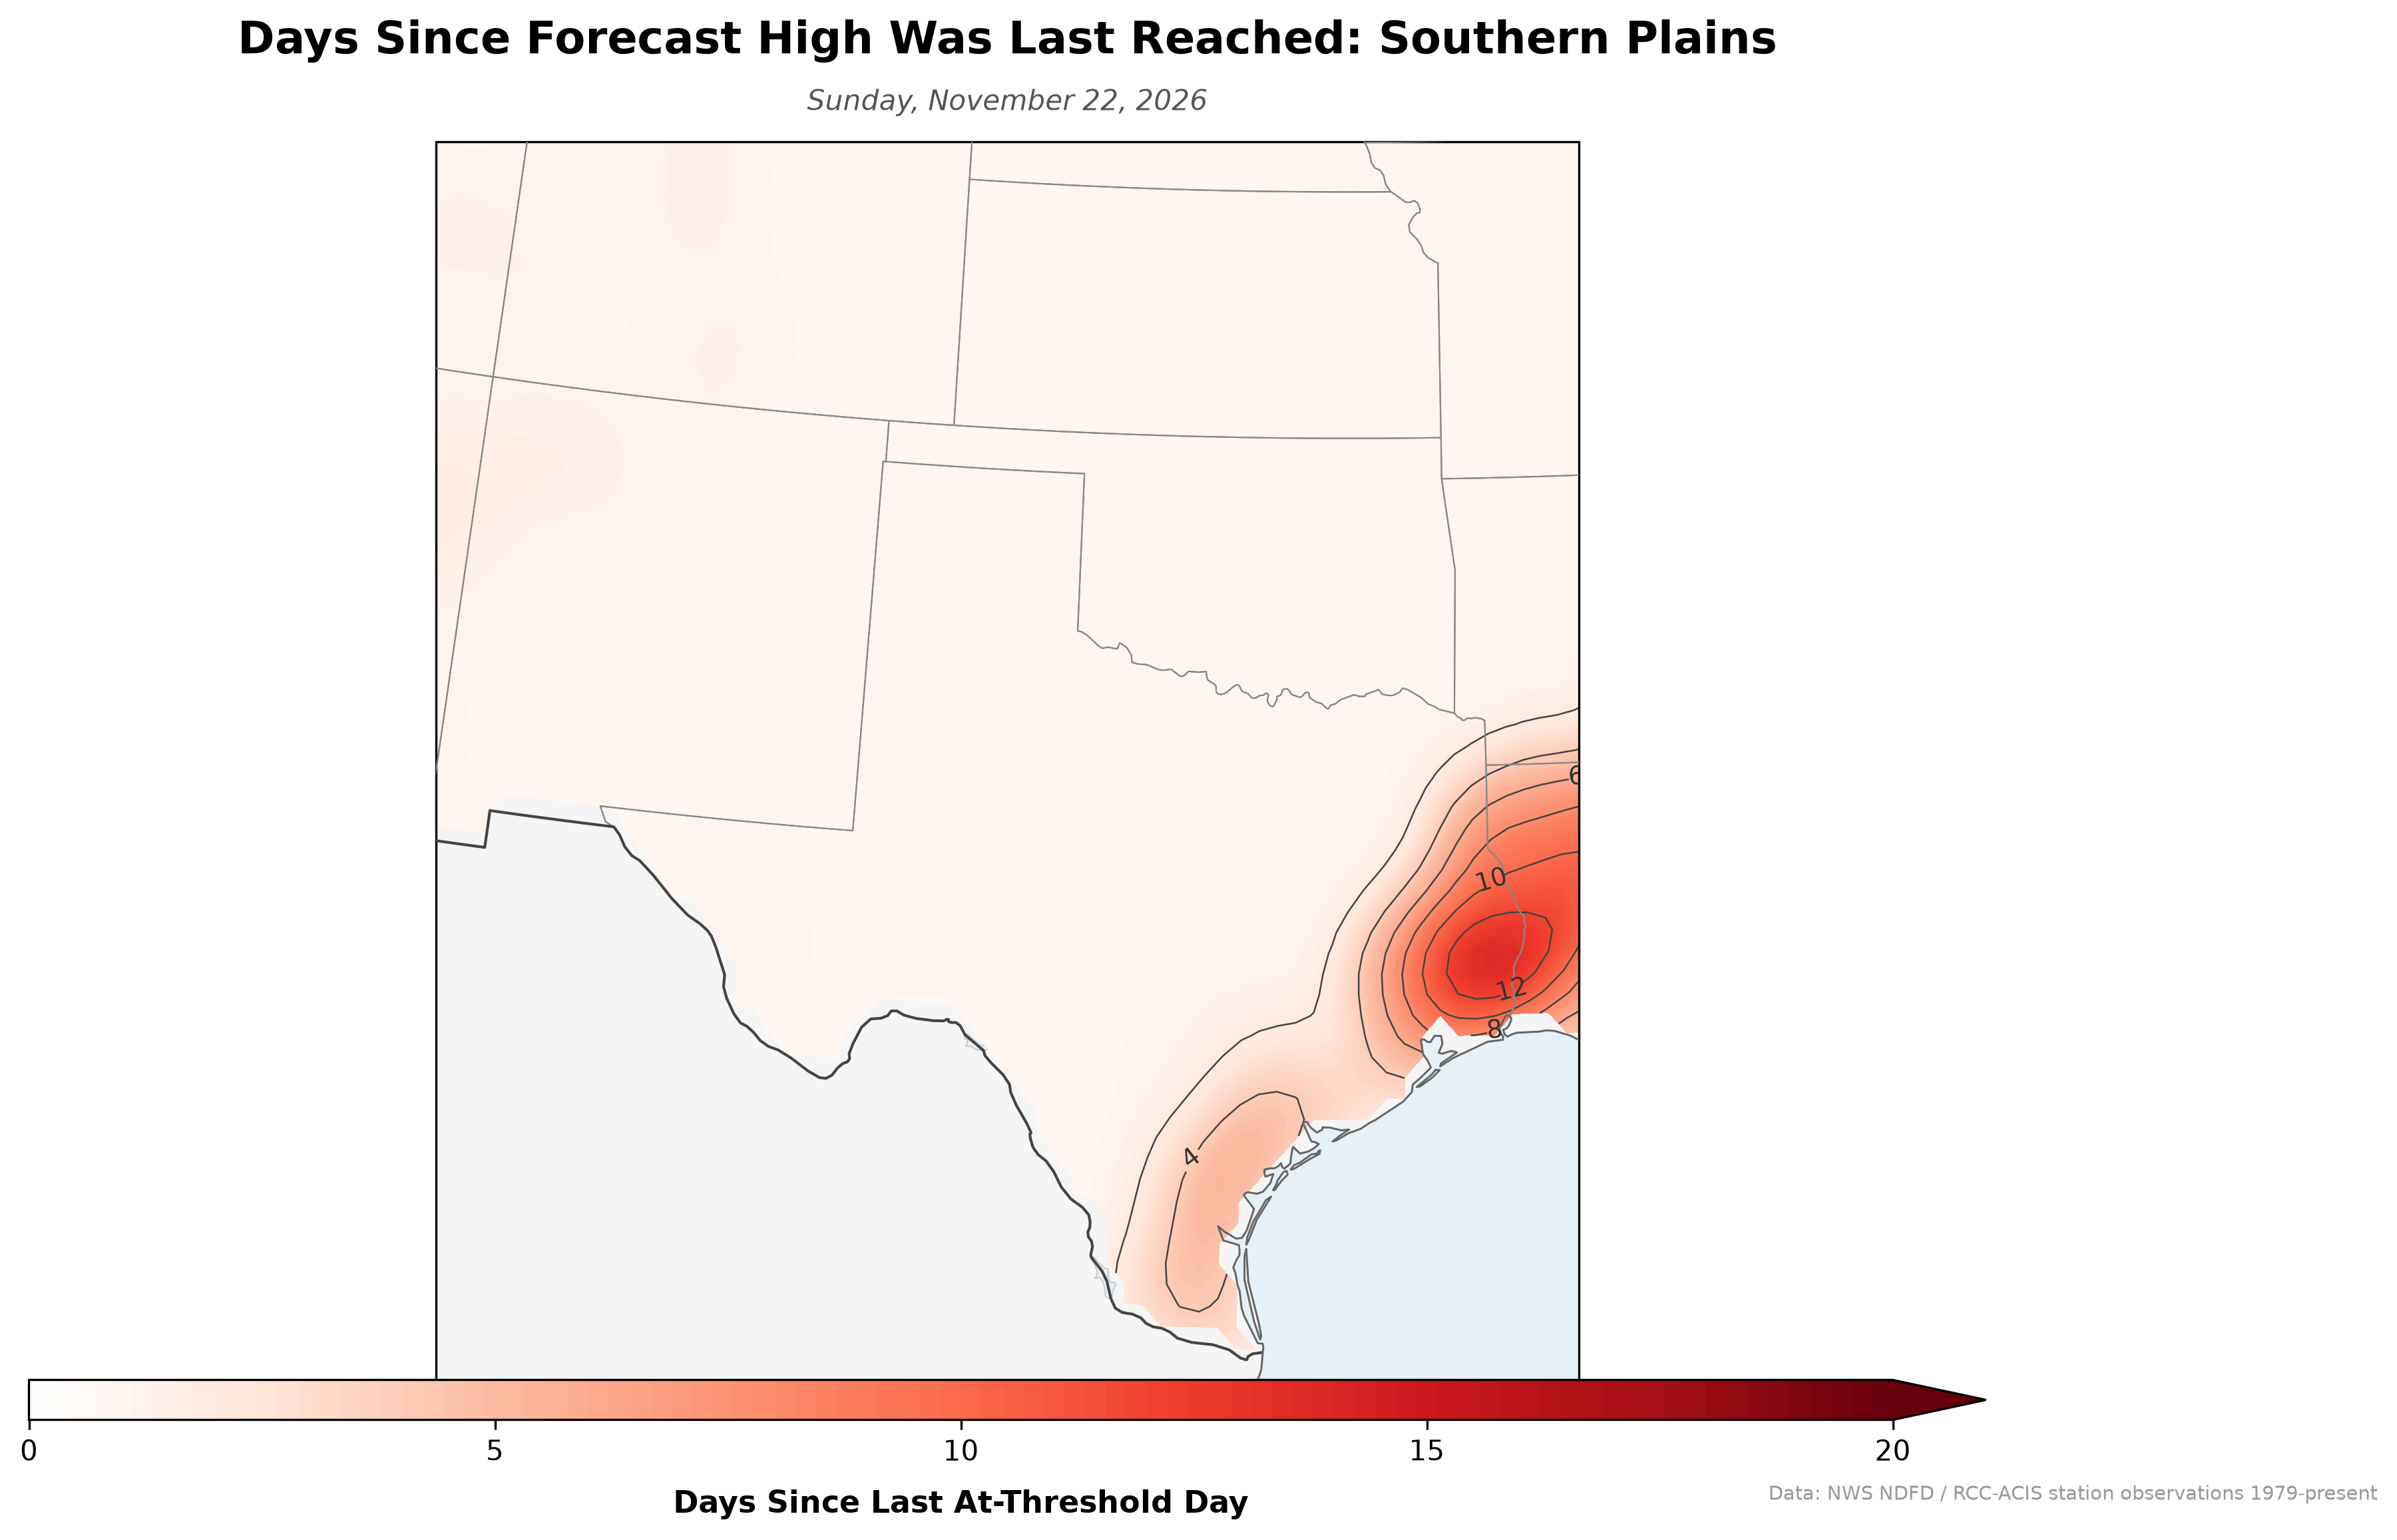 Days Since Forecast High Was Last Reached: Southern Plains
Sunday, November 22, 2026
6
10
12
8
4
0 5 10 15 20
Days Since Last At-Threshold Day
Data: NWS NDFD / RCC-ACIS station observations 1979-present